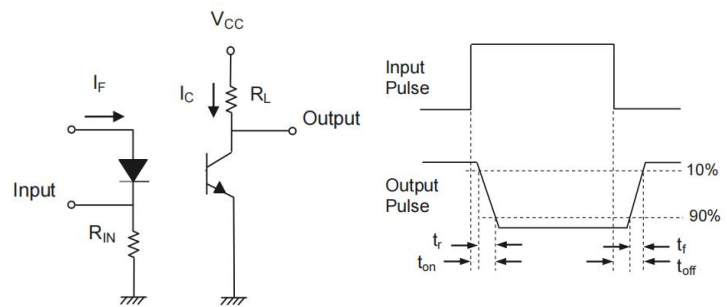 V_CC
I_F
I_C
R_L
Output
Input
R_IN
Input
Pulse
Output
Pulse
10%
90%
t_r
t_f
t_on
t_off